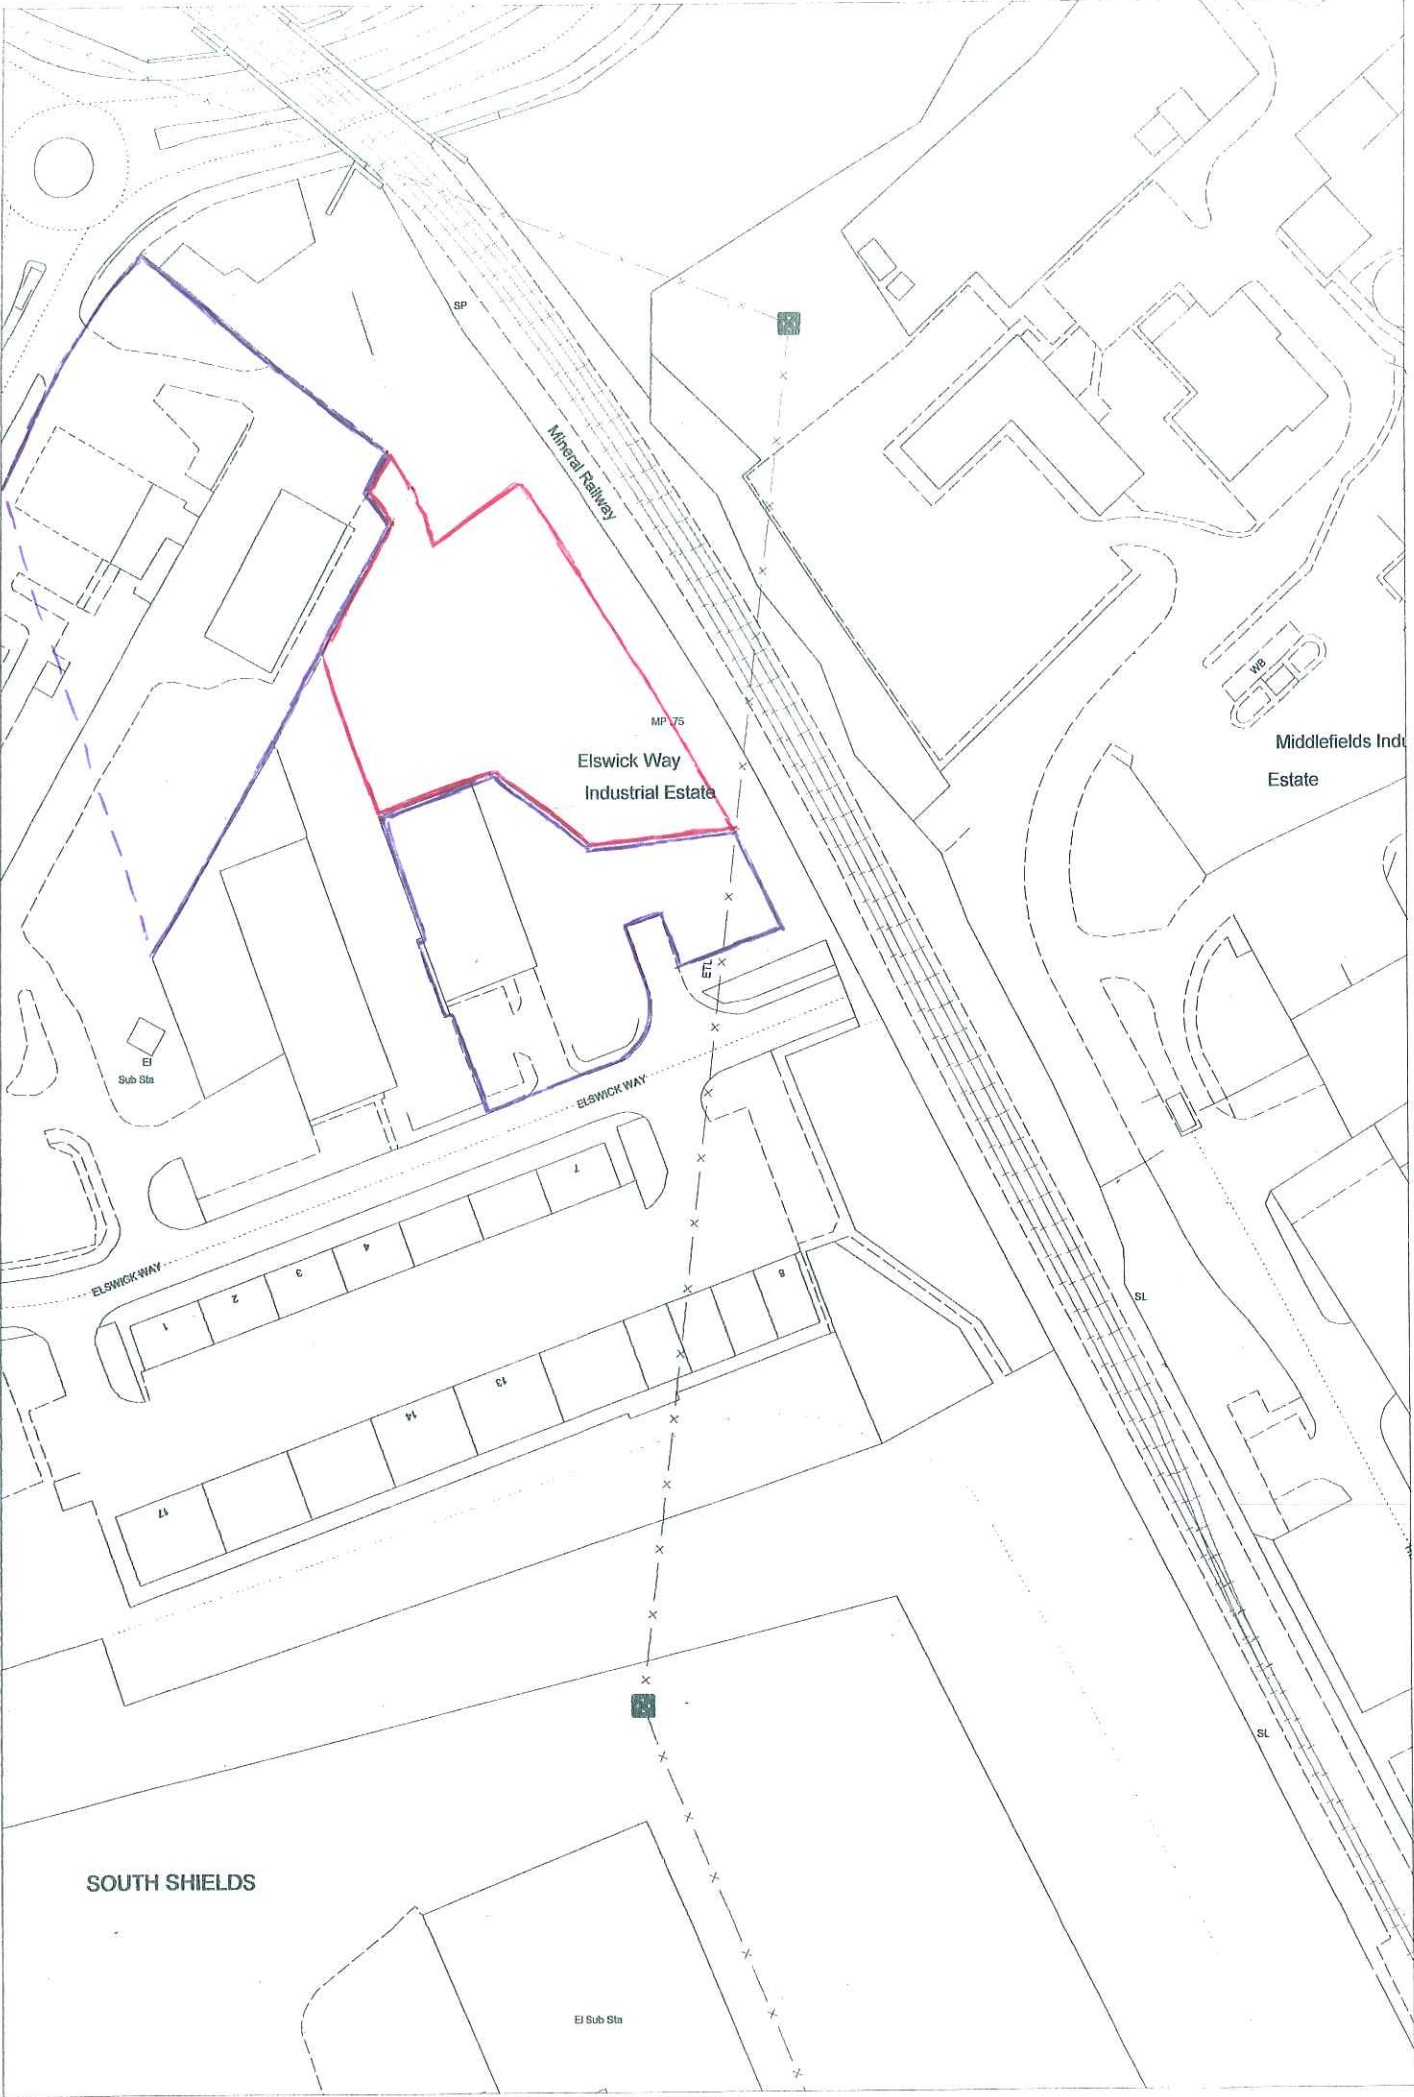 SP
Mineral Railway
WB
MP .75
Elswick Way
Industrial Estate
Middlefields Indu
Estate
ETL
El
Sub Sta
ELSWICK WAY
7
4
3
2
1
ELSWICK WAY
8
13
14
17
SL
SL
SOUTH SHIELDS
El Sub Sta